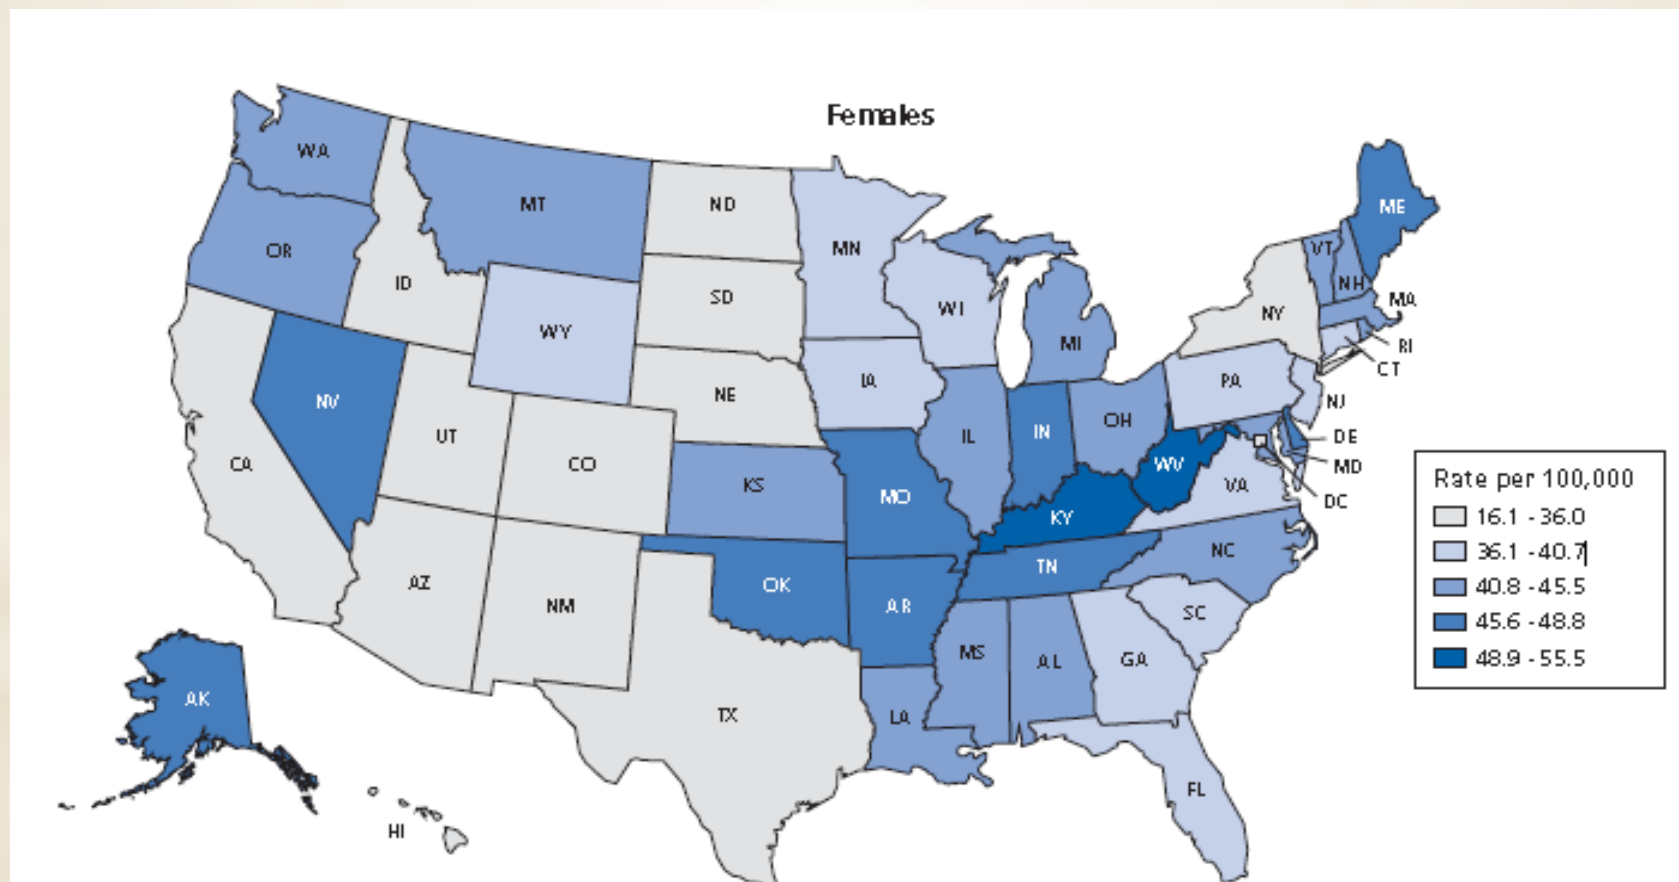 Females
WA
MT
ND
MN
ME
OR
ID
SD
WI
VT
NH
MA
WY
MI
NY
RI
CT
NV
NE
IA
PA
NJ
UT
CO
IL
IN
OH
DE
CA
KS
MO
WV
MD
VA
DC
KY
AZ
NM
OK
AR
TN
NC
SC
MS
AL
GA
AK
TX
LA
FL
HI
Rate per 100,000
16.1 - 36.0
36.1 - 40.7
40.8 - 45.5
45.6 - 48.8
48.9 - 55.5